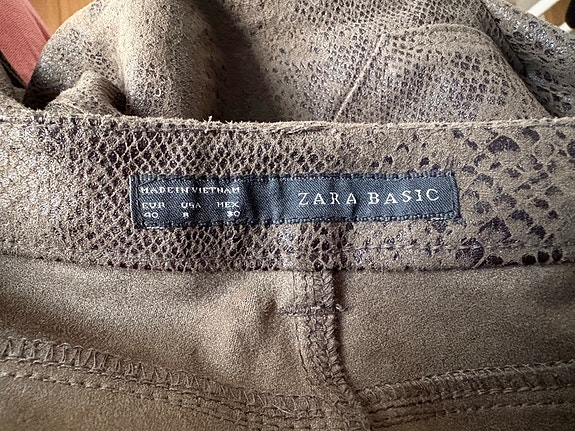 MADE IN VIETNAM
EUR USA MEX
40 8 30
ZARA BASIC